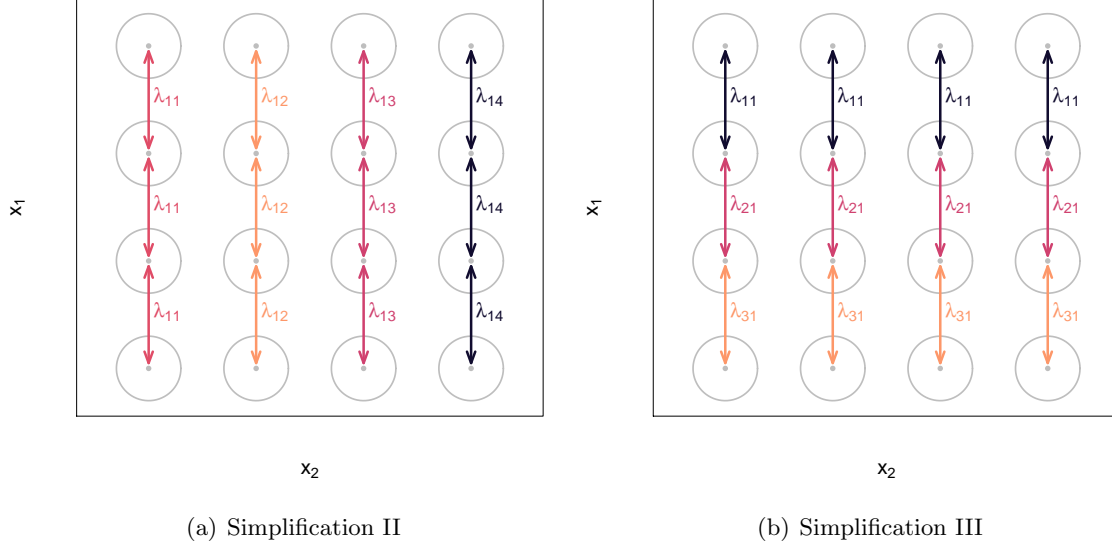 λ11 λ12 λ13 λ14
λ11 λ12 λ13 λ14
λ11 λ12 λ13 λ14
x1
x2
(a) Simplification II
λ11 λ11 λ11 λ11
λ21 λ21 λ21 λ21
λ31 λ31 λ31 λ31
x1
x2
(b) Simplification III